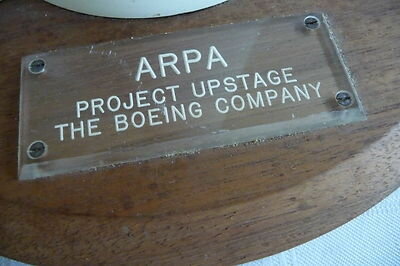 ARPA
PROJECT UPSTAGE
THE BOEING COMPANY